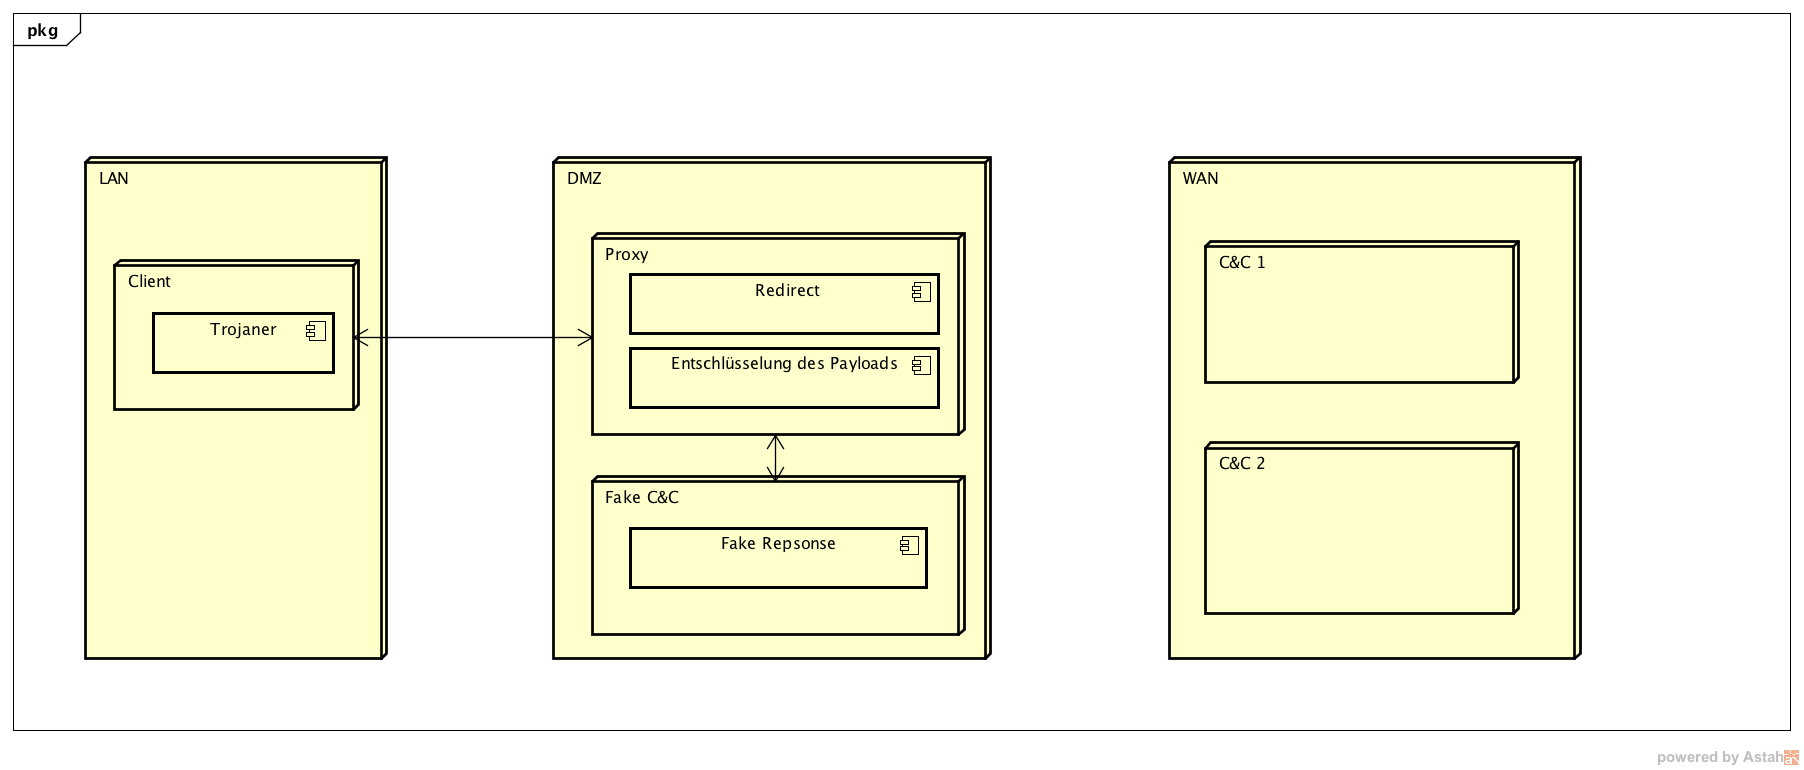 pkg
LAN
Client
Trojaner
DMZ
Proxy
Redirect
Entschlüsselung des Payloads
Fake C&C
Fake Repsonse
WAN
C&C 1
C&C 2
powered by Astah